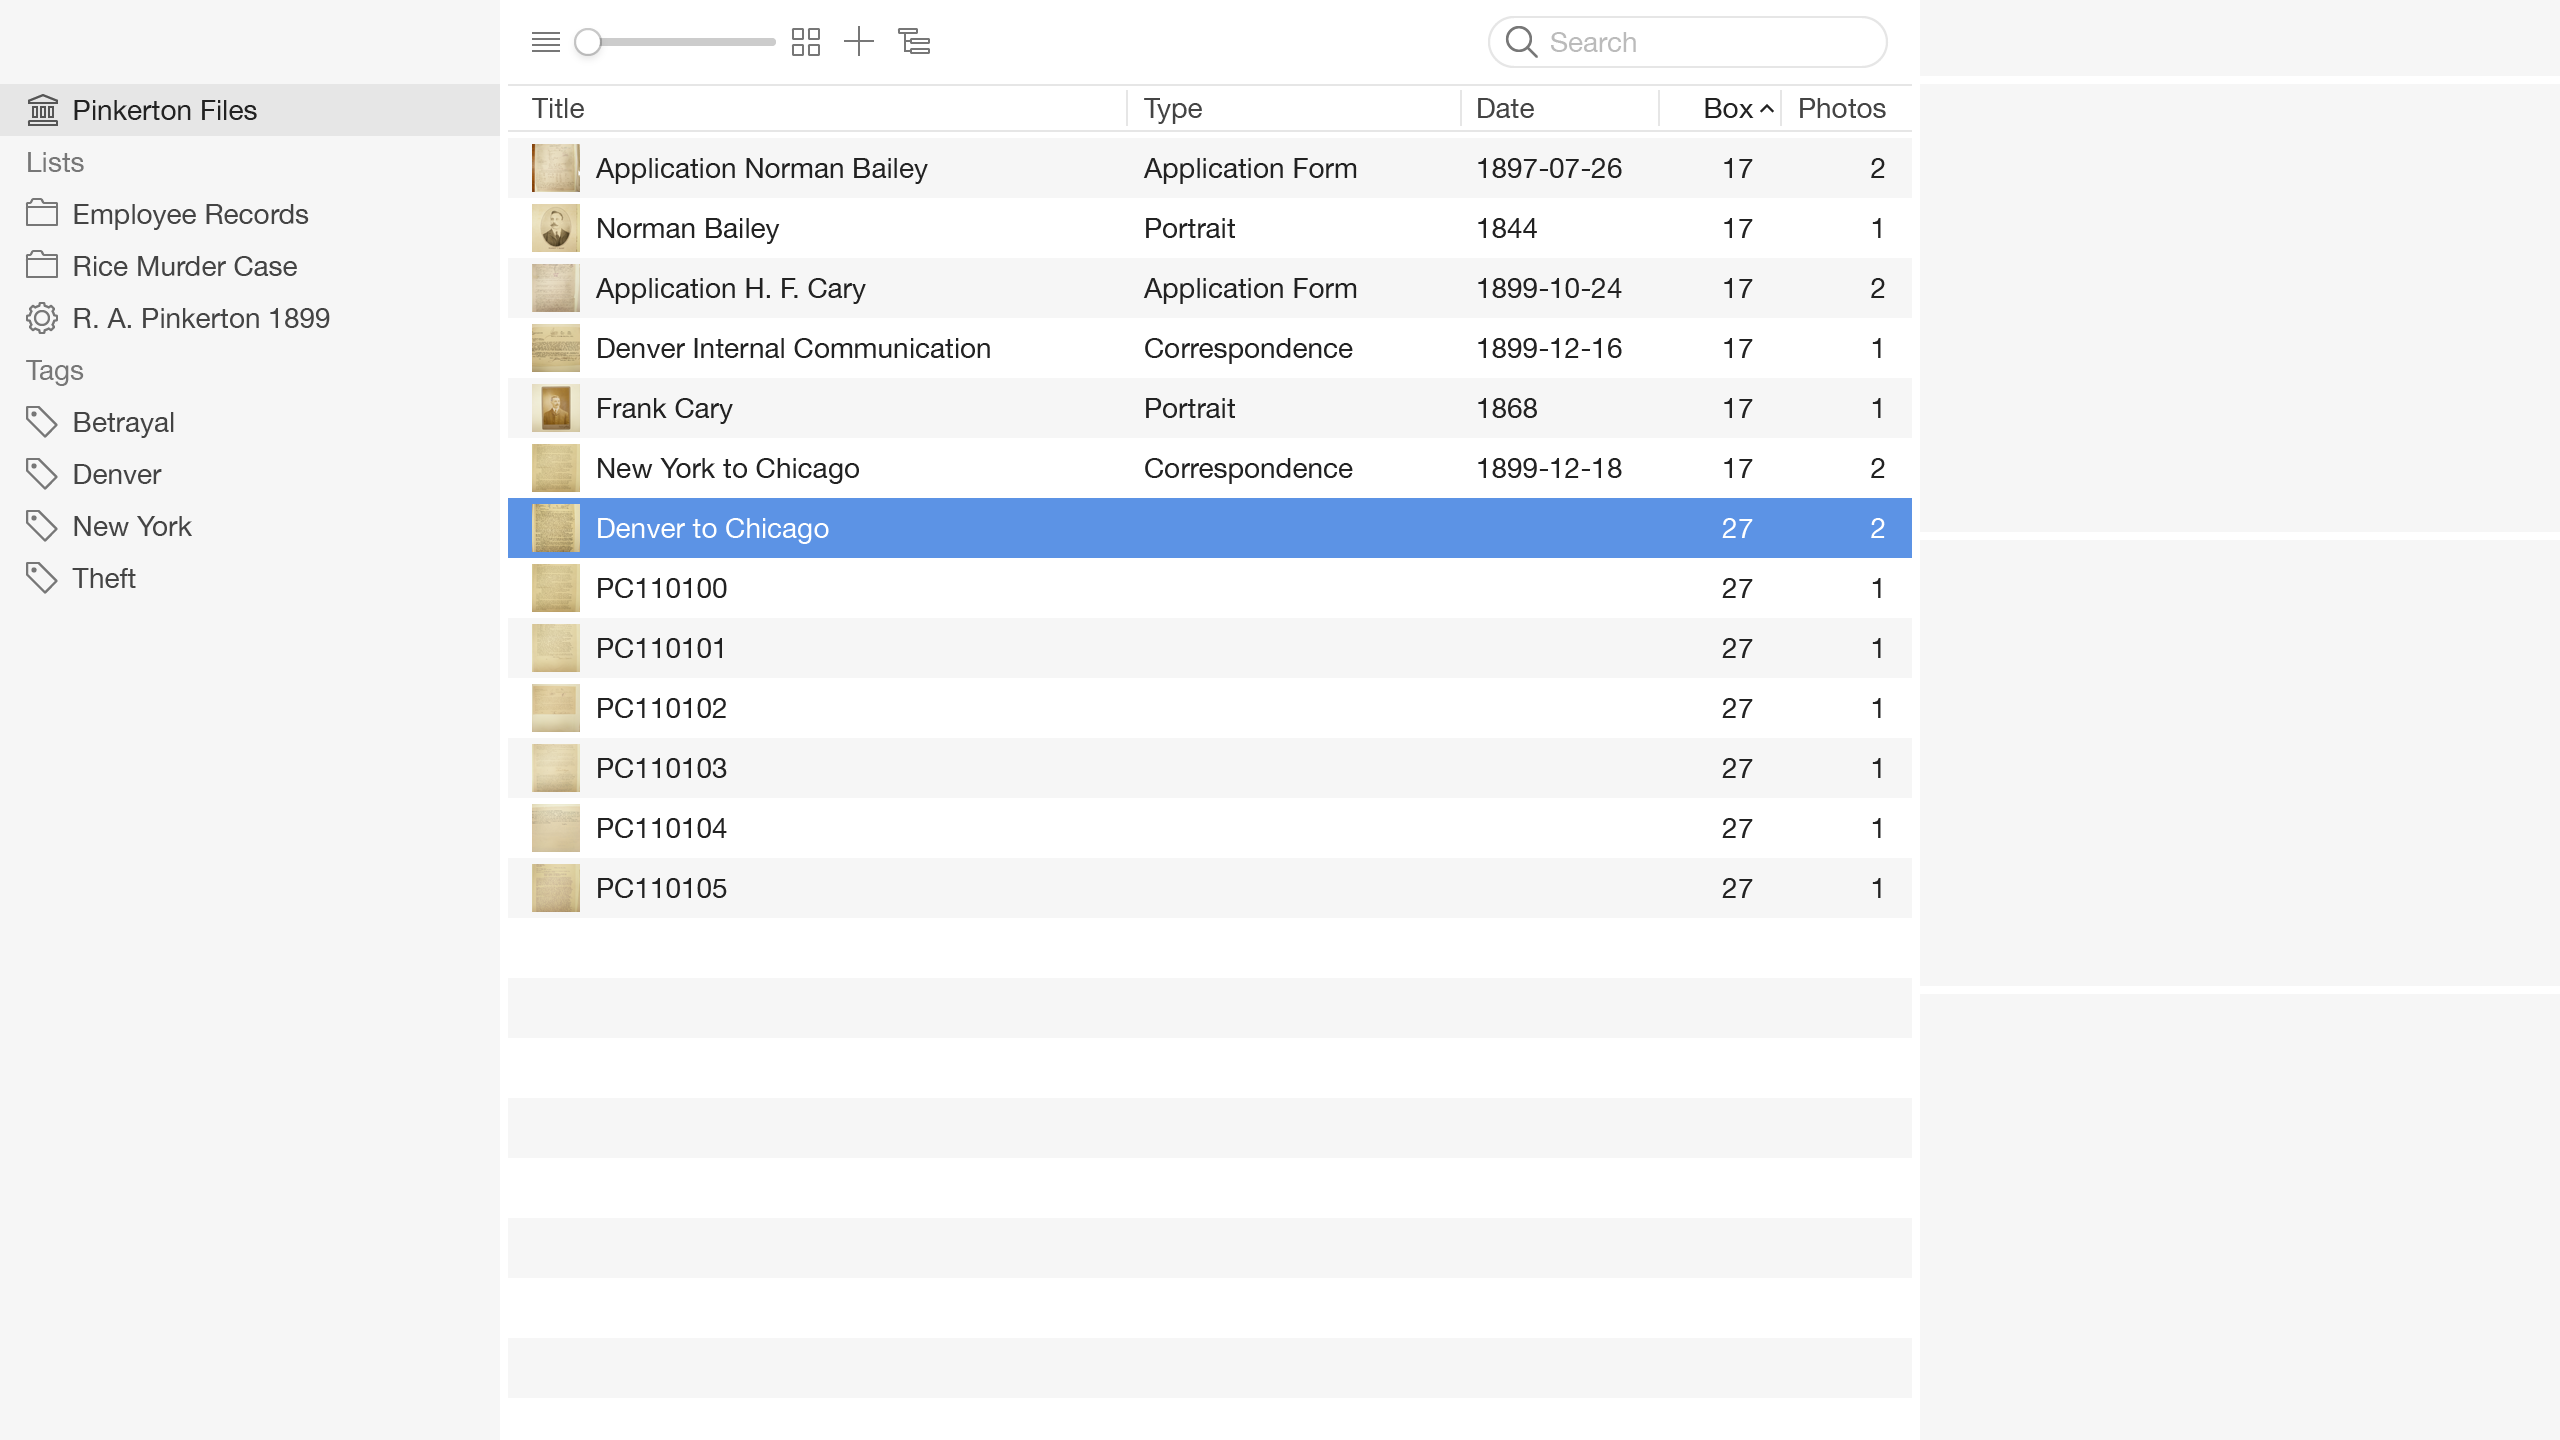 Search
Title Type Date Box Photos
Pinkerton Files
Lists
Employee Records
Rice Murder Case
R. A. Pinkerton 1899
Tags
Betrayal
Denver
New York
Theft
Application Norman Bailey Application Form 1897-07-26 17 2
Norman Bailey Portrait 1844 17 1
Application H. F. Cary Application Form 1899-10-24 17 2
Denver Internal Communication Correspondence 1899-12-16 17 1
Frank Cary Portrait 1868 17 1
New York to Chicago Correspondence 1899-12-18 17 2
Denver to Chicago 27 2
PC110100 27 1
PC110101 27 1
PC110102 27 1
PC110103 27 1
PC110104 27 1
PC110105 27 1